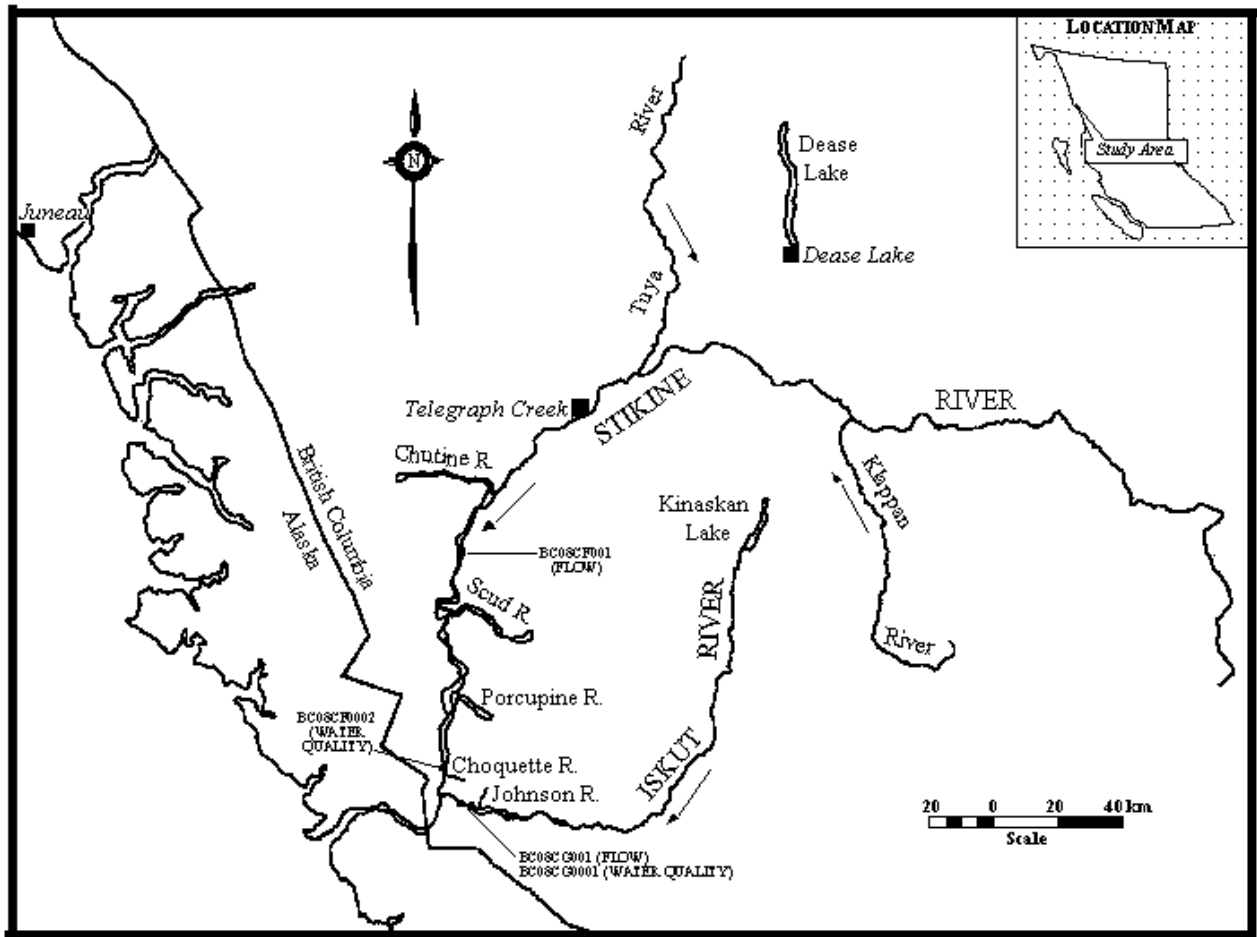 LOCATION MAP
Study Area
N
River
Tuya
Dease
Lake
Dease Lake
Juneau
Telegraph Creek
STIKINE
RIVER
Chutine R.
British Columbia
Alaska
Klappan
River
Kinaskan
Lake
BC08CF001
(FLOW)
Scud R.
RIVER
ISKUT
Porcupine R.
BC08CF0002
(WATER
QUALITY)
Choquette R.
Johnson R.
BC08CG001 (FLOW)
BC08CG0001 (WATER QUALITY)
20 0 20 40 km
Scale